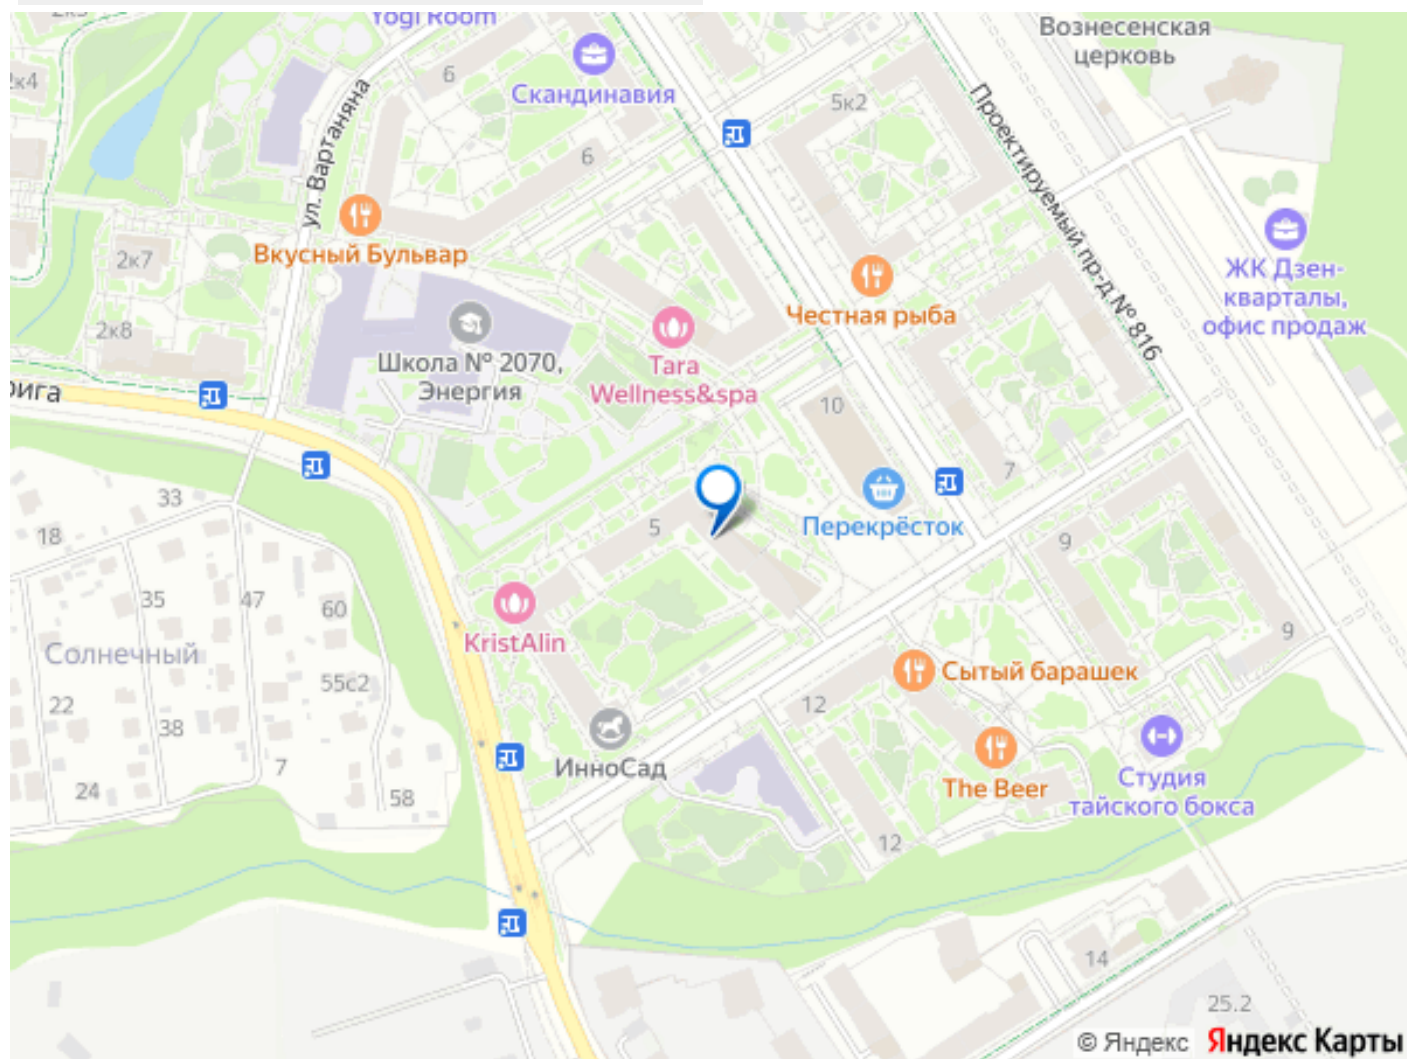 Yogi Room
Вознесенская
церковь
2к4
6
Скандинавия
5к2
ул. Вартаняна
Проектируемый пр-д № 816
6
Вкусный Бульвар
2к7
ЖК Дзен-
кварталы,
офис продаж
Честная рыба
2к8
Школа № 2070,
Энергия
Tara
Wellness&spa
ига
10
7
33
18
5
Перекрёсток
9
35
47
60
KristAlin
9
Солнечный
55с2
Сытый барашек
22
38
12
7
ИнноСад
24
58
The Beer
Студия
тайского бокса
12
14
25.2
© Яндекс Яндекс Карты